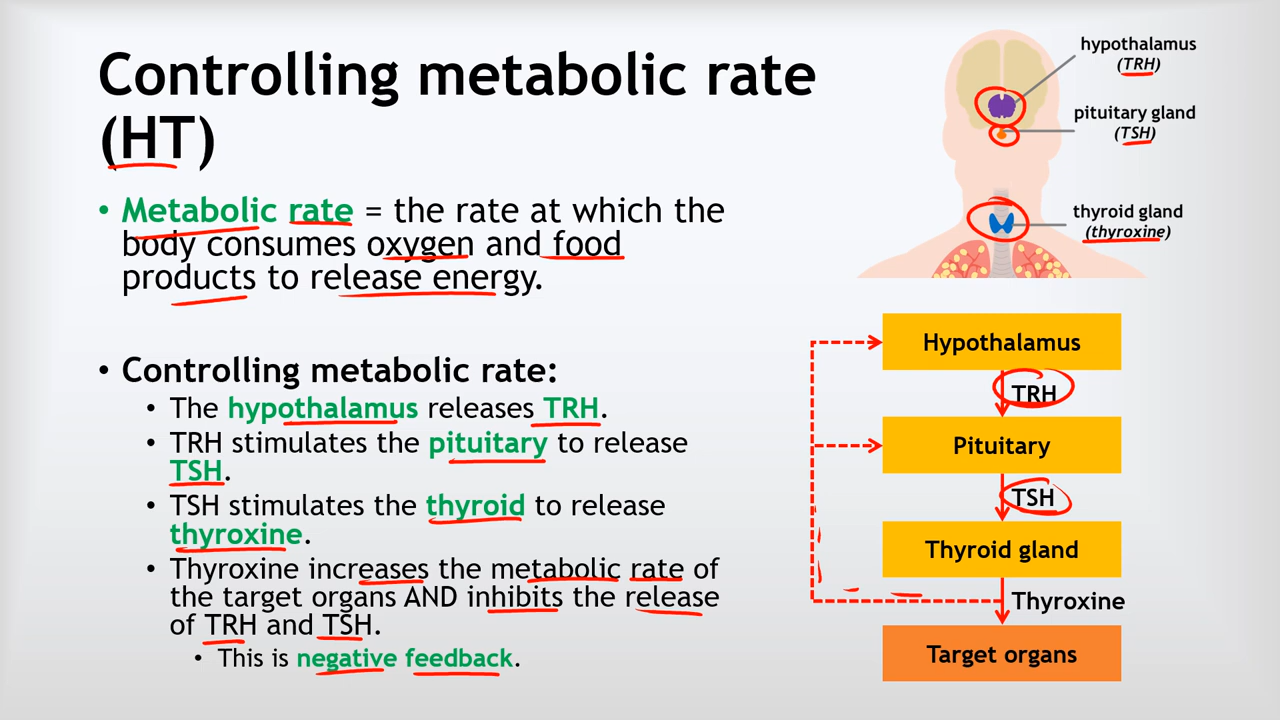 Controlling metabolic rate
(HT)
• Metabolic rate = the rate at which the
body consumes oxygen and food
products to release energy.
• Controlling metabolic rate:
• The hypothalamus releases TRH.
• TRH stimulates the pituitary to release
TSH.
• TSH stimulates the thyroid to release
thyroxine.
• Thyroxine increases the metabolic rate of
the target organs AND inhibits the release
of TRH and TSH.
• This is negative feedback.
hypothalamus
(TRH)
pituitary gland
(TSH)
thyroid gland
(thyroxine)
Hypothalamus
TRH
Pituitary
TSH
Thyroid gland
Thyroxine
Target organs